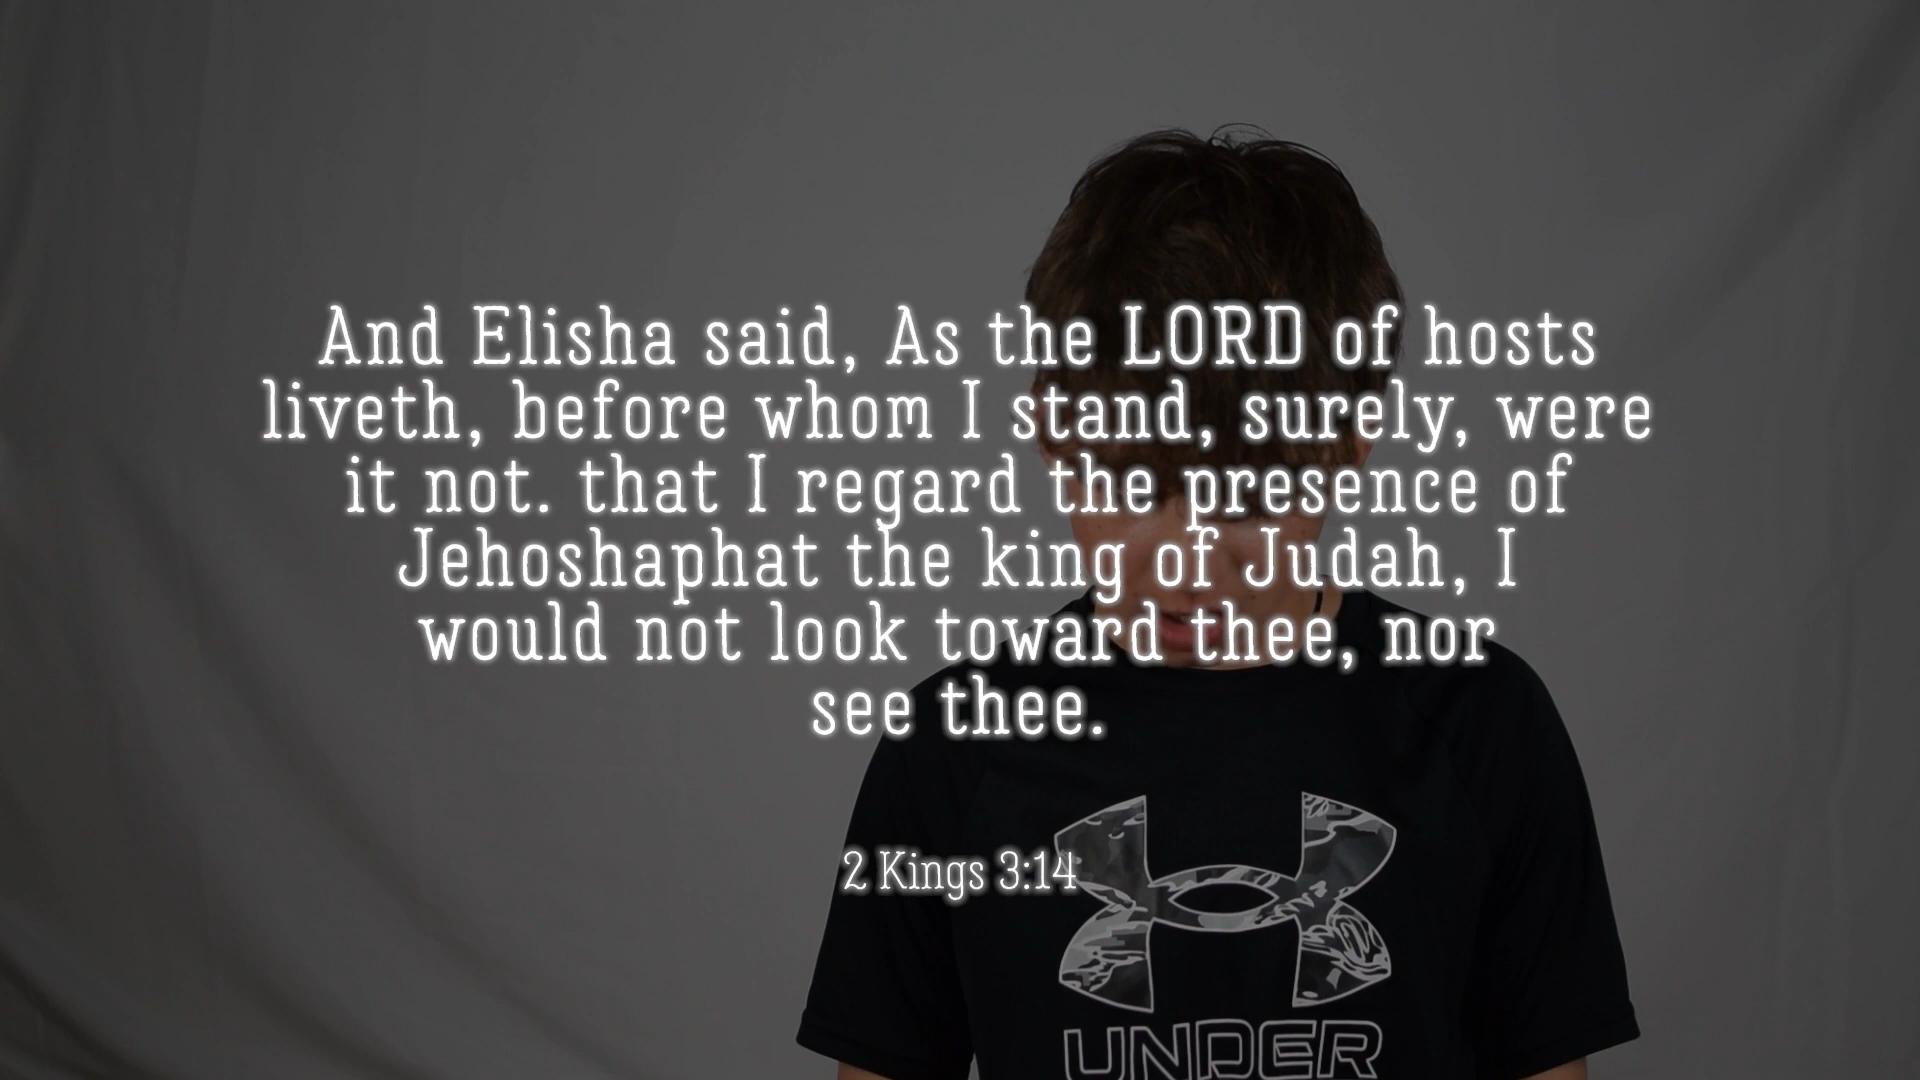 And Elisha said, As the LORD of hosts
liveth, before whom I stand, surely, were
it not. that I regard the presence of
Jehoshaphat the king of Judah, I
would not look toward thee, nor
see thee.
2 Kings 3:14
UNDER